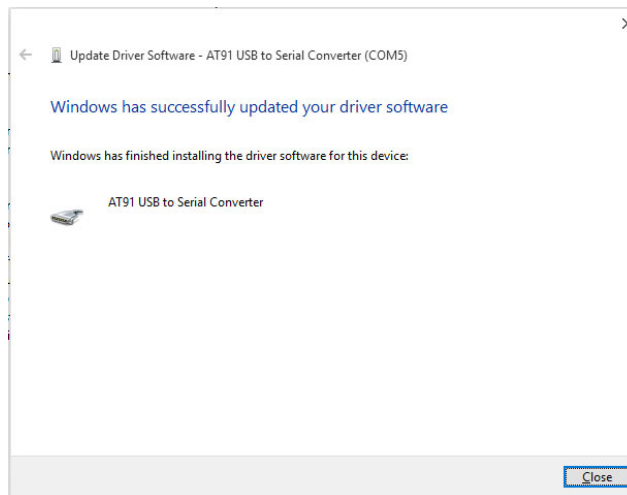 Update Driver Software - AT91 USB to Serial Converter (COM5)
Windows has successfully updated your driver software
Windows has finished installing the driver software for this device:
AT91 USB to Serial Converter
Close